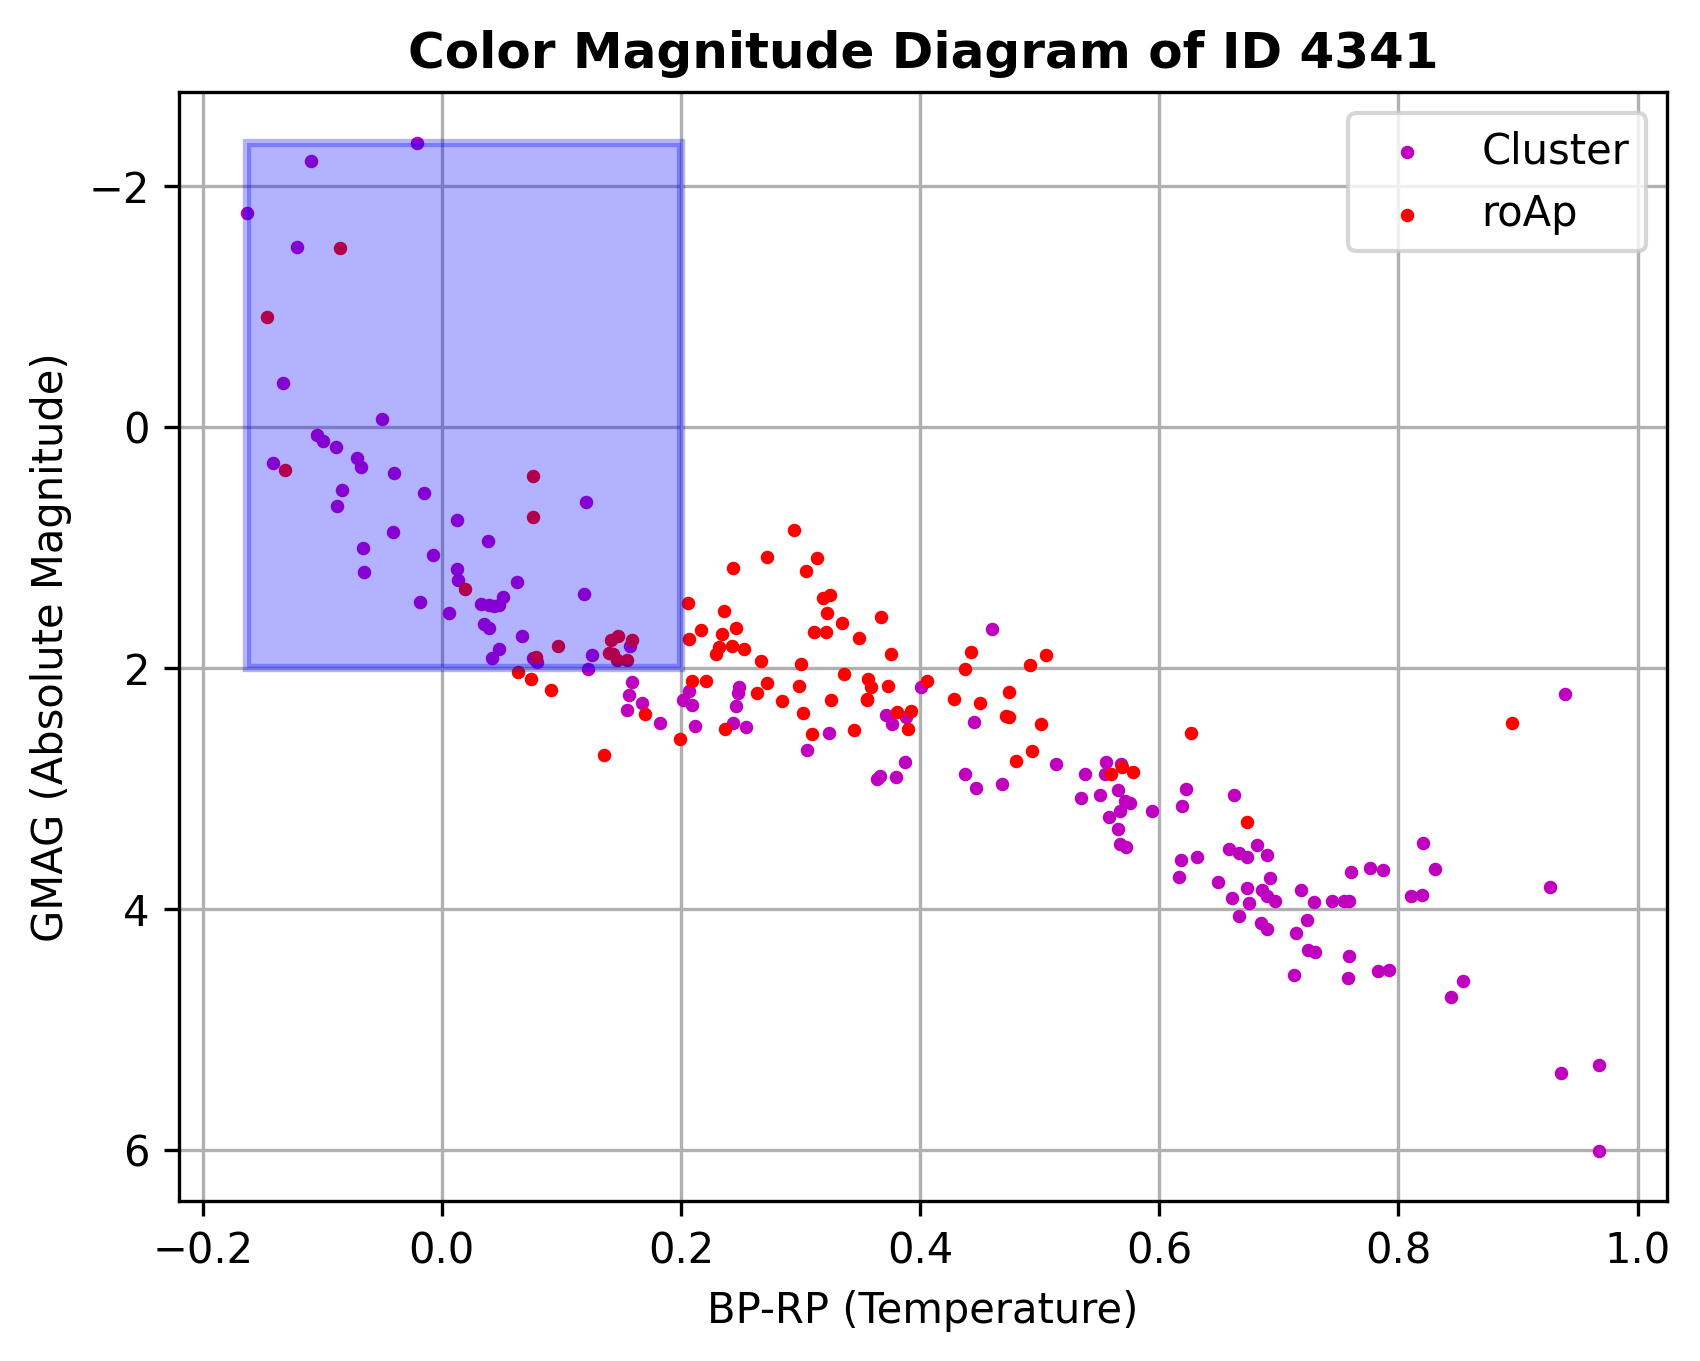 Color Magnitude Diagram of ID 4341
Cluster
roAp
GMAG (Absolute Magnitude)
−2
0
2
4
6
−0.2 0.0 0.2 0.4 0.6 0.8 1.0
BP-RP (Temperature)